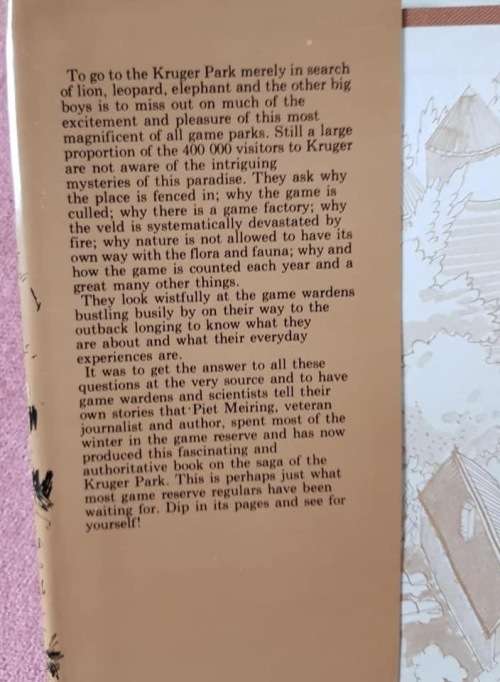 To go to the Kruger Park merely in search
of lion, leopard, elephant and the other big
boys is to miss out on much of the
excitement and pleasure of this most
magnificent of all game parks. Still a large
proportion of the 400 000 visitors to Kruger
are not aware of the intriguing
mysteries of this paradise. They ask why
the place is fenced in; why the game is
culled; why there is a game factory; why
the veld is systematically devastated by
fire; why nature is not allowed to have its
own way with the flora and fauna; why and
how the game is counted each year and a
great many other things.
They look wistfully at the game wardens
bustling busily by on their way to the
outback longing to know what they
are about and what their everyday
experiences are.
It was to get the answer to all these
questions at the very source and to have
game wardens and scientists tell their
own stories that Piet Meiring, veteran
journalist and author, spent most of the
winter in the game reserve and has now
produced this fascinating and
authoritative book on the saga of the
Kruger Park. This is perhaps just what
most game reserve regulars have been
waiting for. Dip in its pages and see for
yourself!